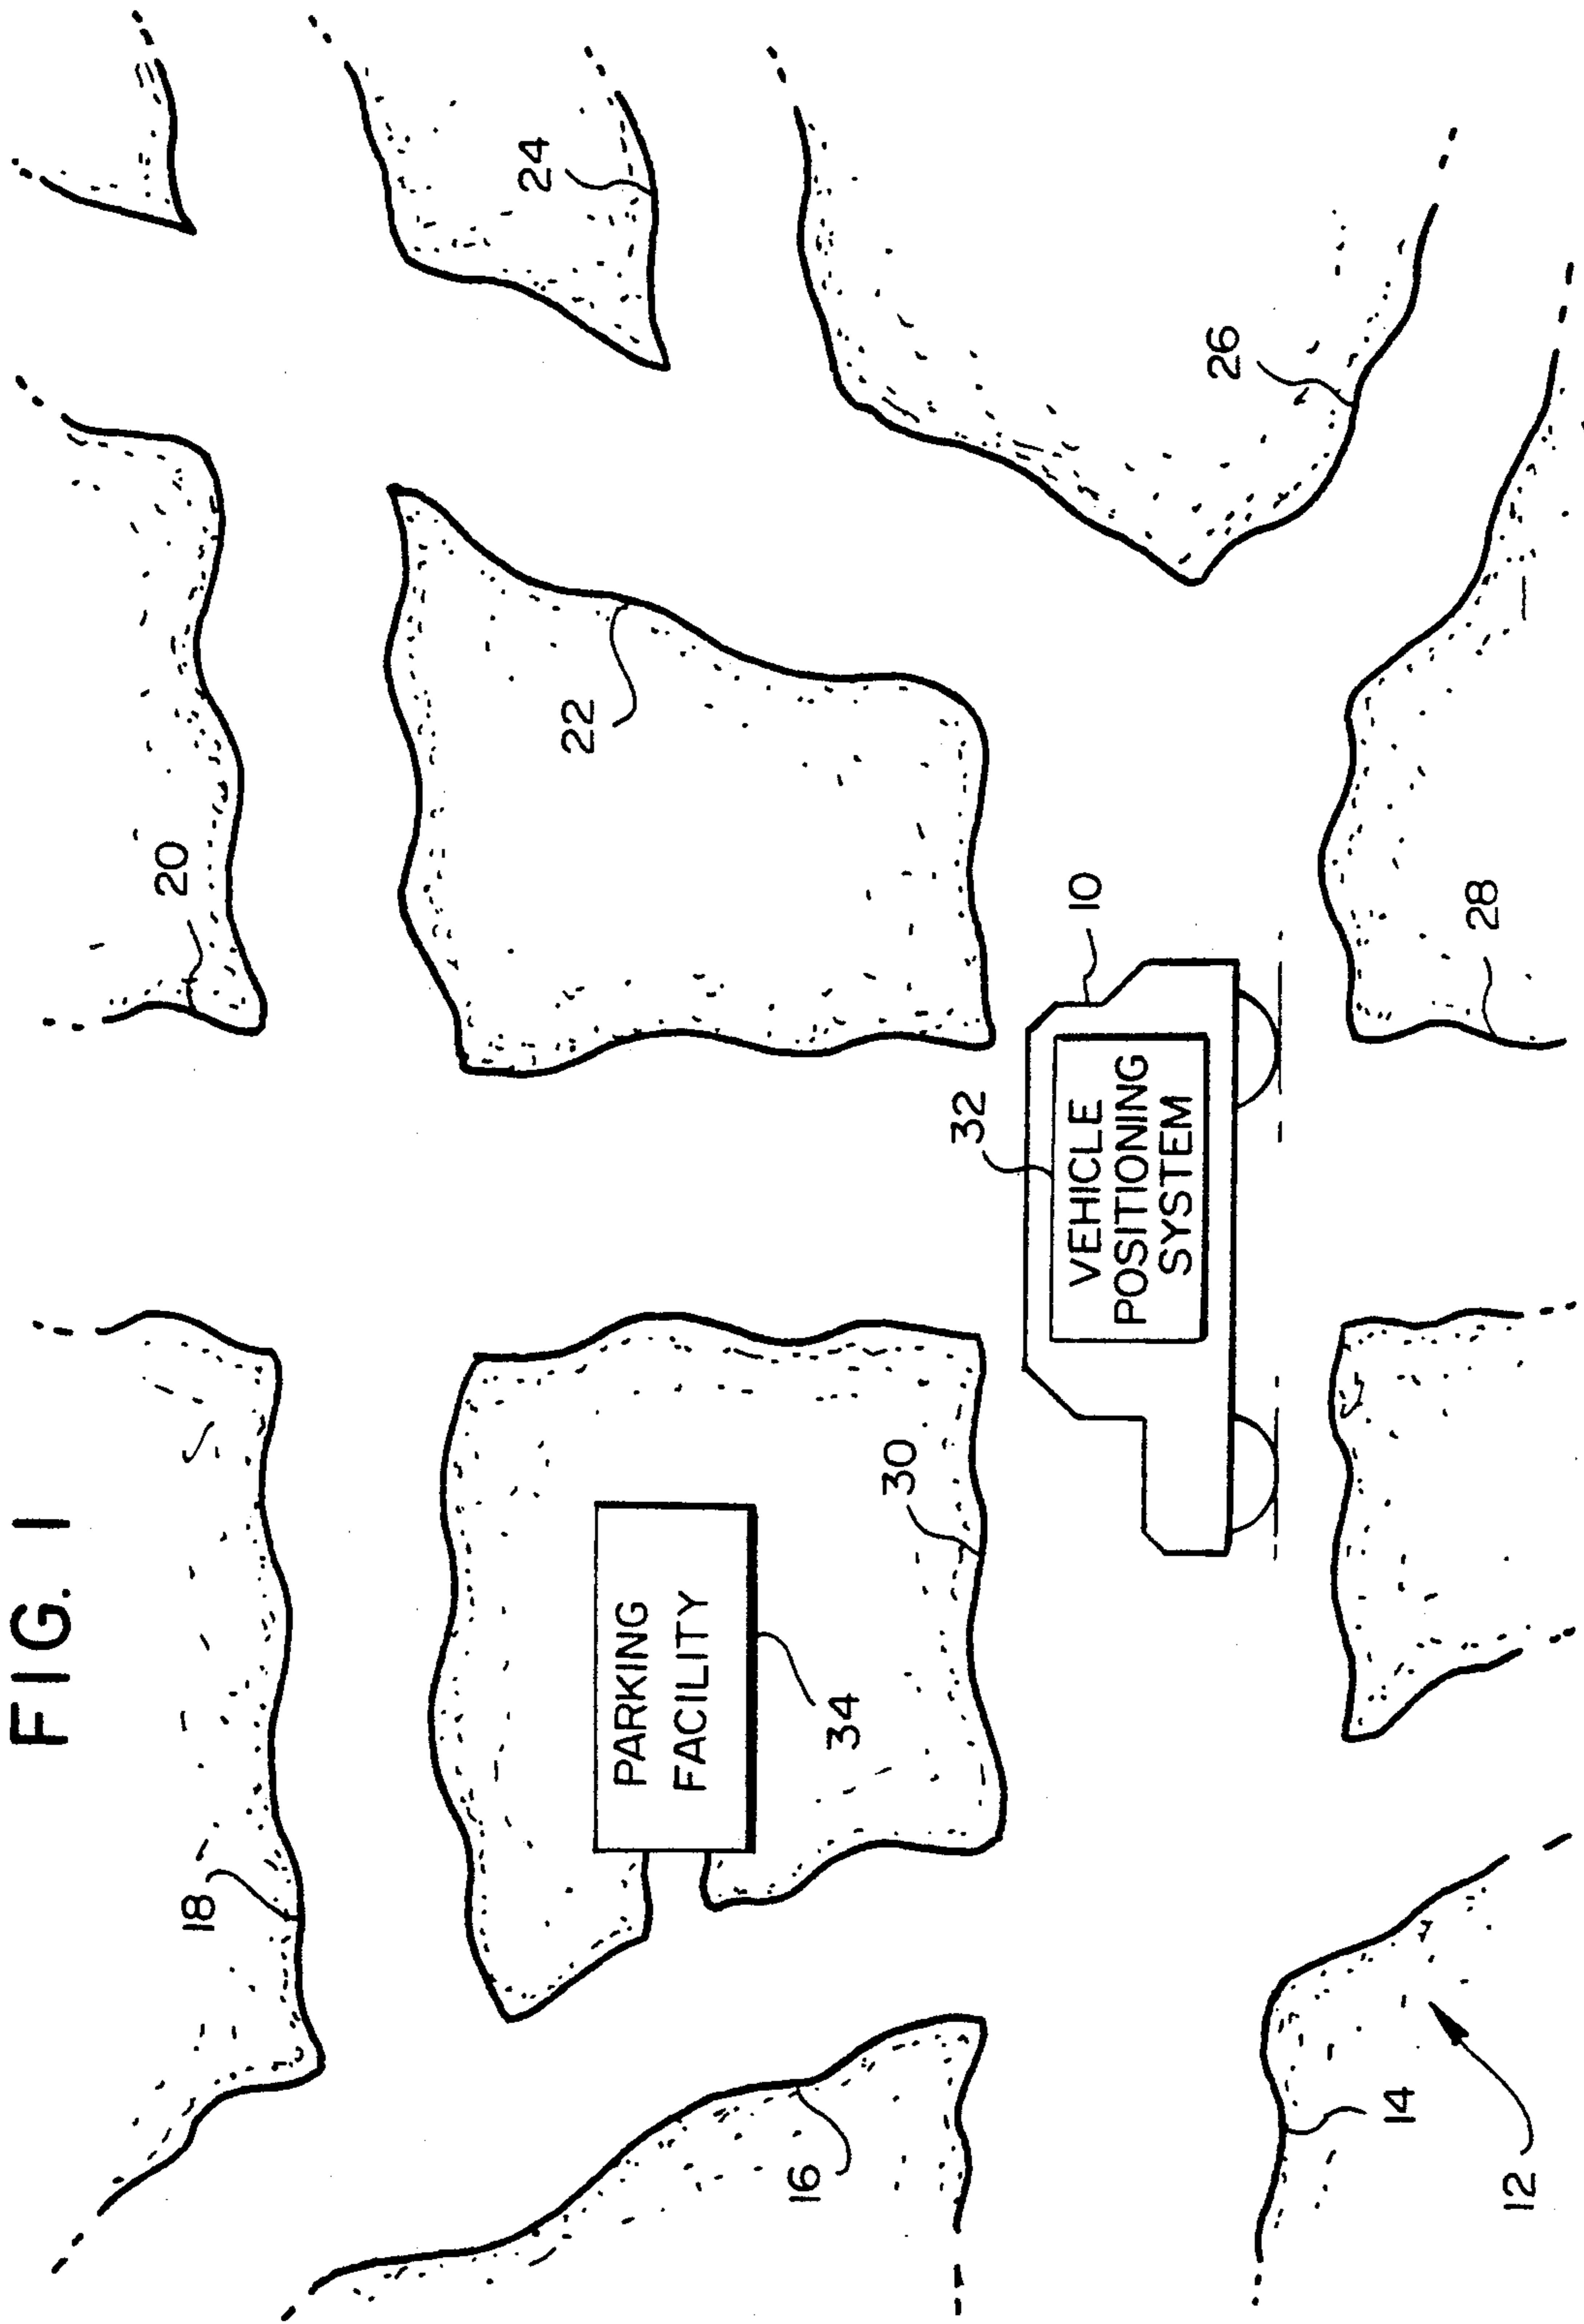 FIG. 1
18
20
24
22
16
PARKING
FACILITY
34
30
32
10
26
VEHICLE
POSITIONING
SYSTEM
14
12
28